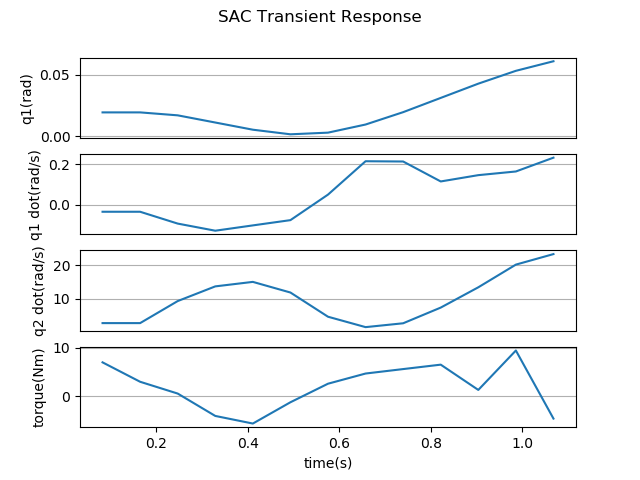 SAC Transient Response
q1(rad)
0.05
0.00
q1 dot(rad/s)
0.2
0.0
q2 dot(rad/s)
20
10
torque(Nm)
10
0
0.2 0.4 0.6 0.8 1.0
time(s)